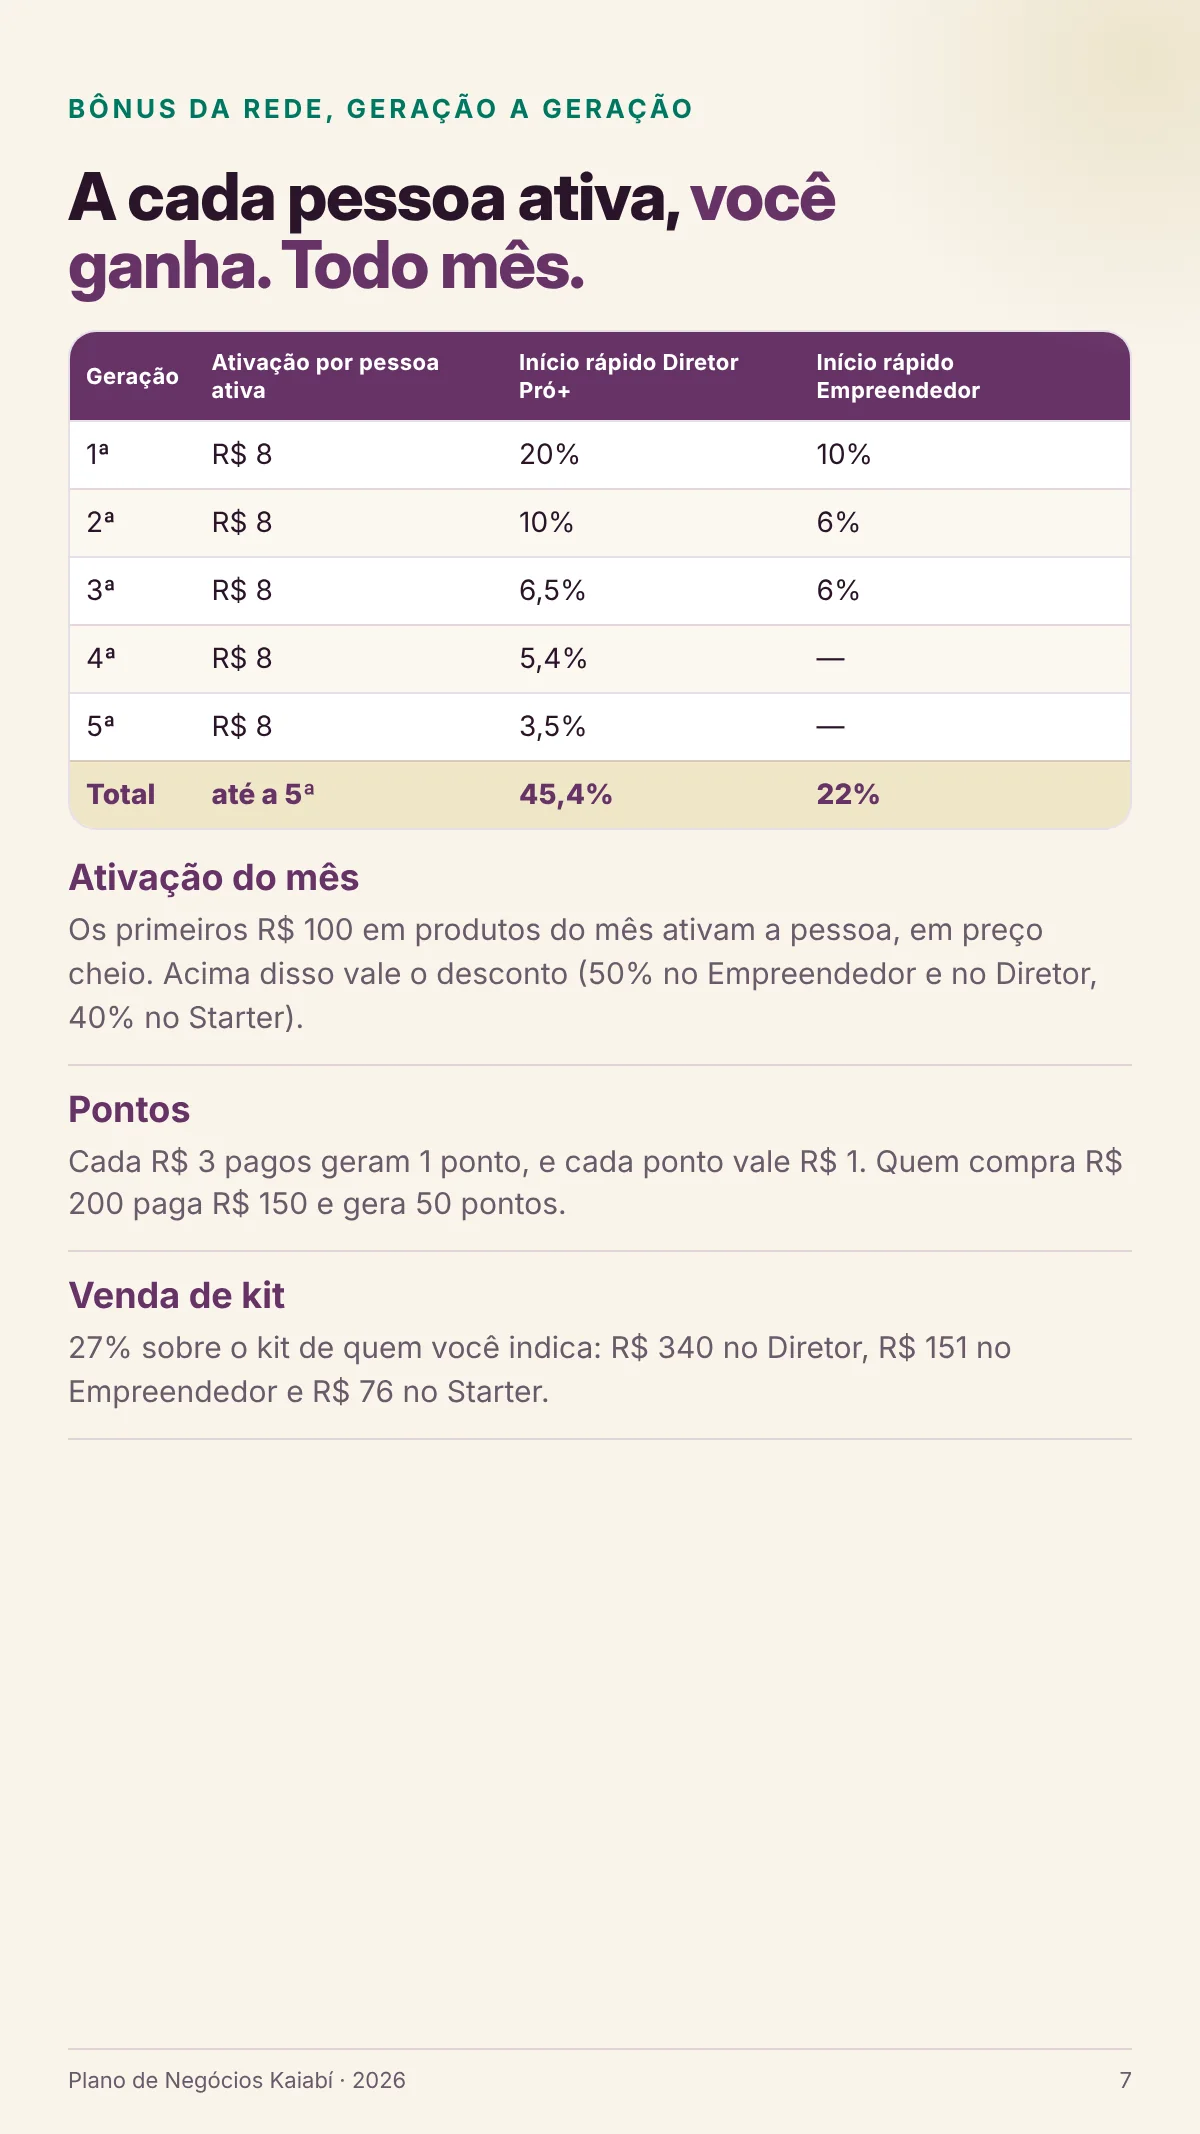 BÔNUS DA REDE, GERAÇÃO A GERAÇÃO
A cada pessoa ativa, você
ganha. Todo mês.
Geração Ativação por pessoa ativa Início rápido Diretor Pró+ Início rápido Empreendedor
1ª R$ 8 20% 10%
2ª R$ 8 10% 6%
3ª R$ 8 6,5% 6%
4ª R$ 8 5,4% —
5ª R$ 8 3,5% —
Total até a 5ª 45,4% 22%
Ativação do mês
Os primeiros R$ 100 em produtos do mês ativam a pessoa, em preço
cheio. Acima disso vale o desconto (50% no Empreendedor e no Diretor,
40% no Starter).
Pontos
Cada R$ 3 pagos geram 1 ponto, e cada ponto vale R$ 1. Quem compra R$
200 paga R$ 150 e gera 50 pontos.
Venda de kit
27% sobre o kit de quem você indica: R$ 340 no Diretor, R$ 151 no
Empreendedor e R$ 76 no Starter.
Plano de Negócios Kaiabí · 2026 7